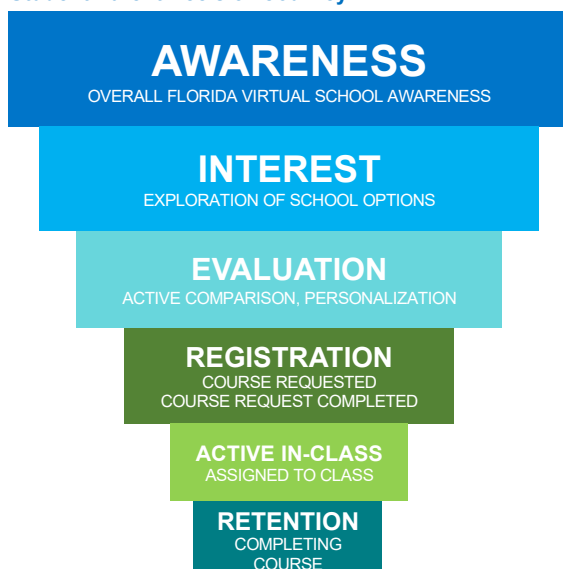 AWARENESS
OVERALL FLORIDA VIRTUAL SCHOOL AWARENESS
INTEREST
EXPLORATION OF SCHOOL OPTIONS
EVALUATION
ACTIVE COMPARISON, PERSONALIZATION
REGISTRATION
COURSE REQUESTED
COURSE REQUEST COMPLETED
ACTIVE IN-CLASS
ASSIGNED TO CLASS
RETENTION
COMPLETING
COURSE